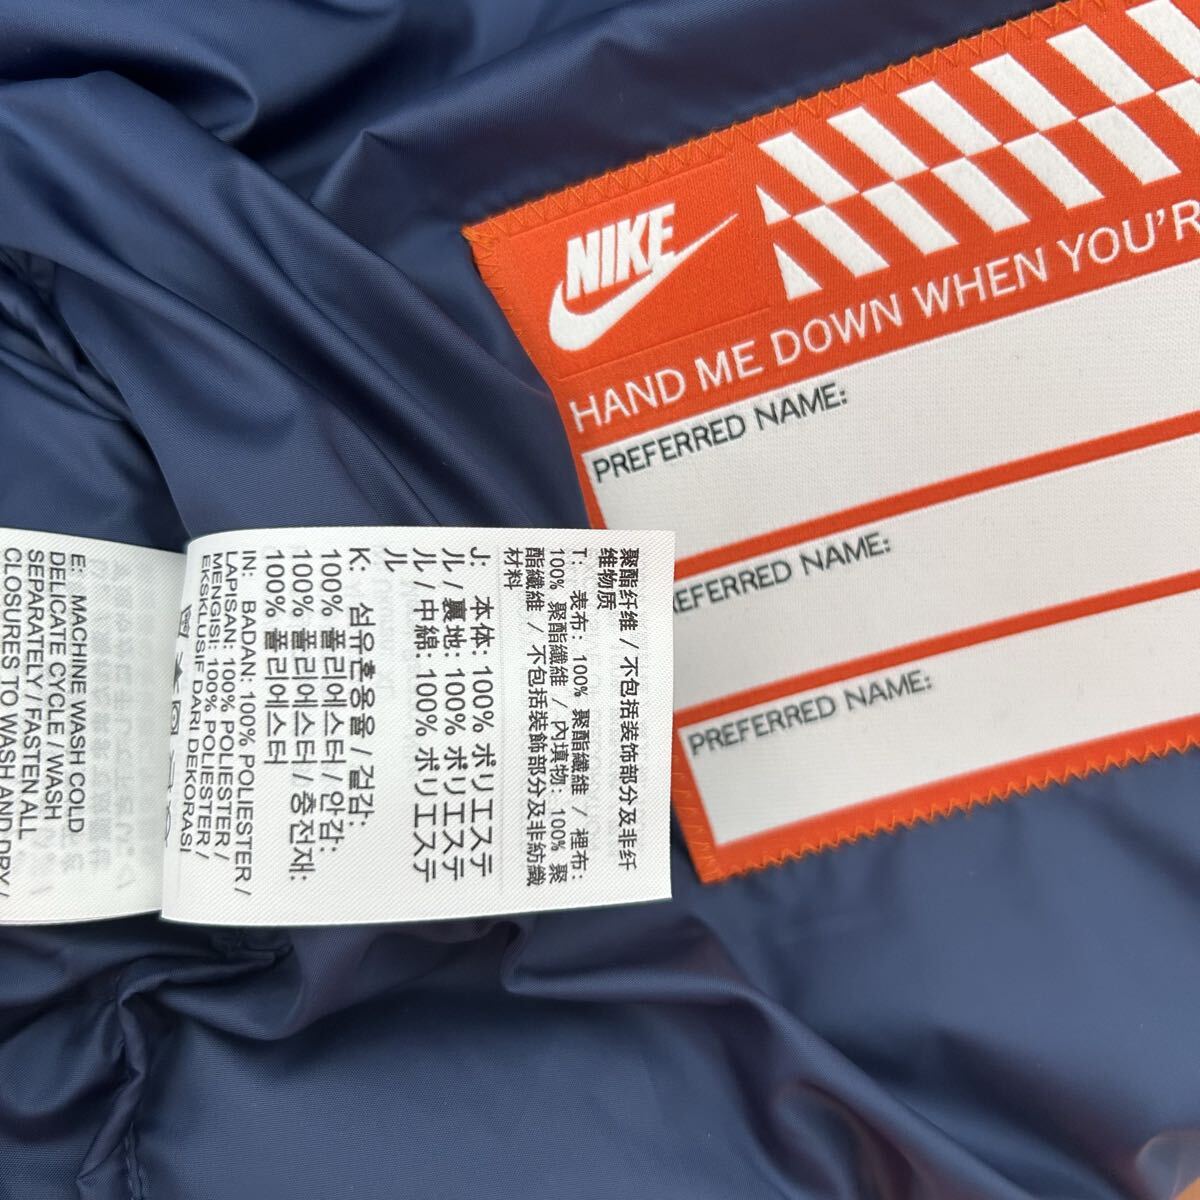 NIKE
HAND ME DOWN WHEN YOU'R
PREFERRED NAME:
EFERRED NAME:
PREFERRED NAME:
聚酯纤维 / 不包括装饰部分及非纤
维物质
T: 表布: 100% 聚酯纖維 / 裡布:
100% 聚酯纖維 / 內填物: 100% 聚
酯纖維 / 不包括裝飾部分及非紡織
材料
J: 本体: 100% ポリエステ
ル / 裏地: 100% ポリエステ
ル / 中綿: 100% ポリエステ
ル
K: 섬유혼용율 / 겉감:
100% 폴리에스터 / 안감:
100% 폴리에스터 / 충전재:
100% 폴리에스터
IN: BADAN: 100% POLIESTER /
LAPISAN: 100% POLIESTER /
MENGISI: 100% POLIESTER /
EKSKLUSIF DARI DEKORASI
E: MACHINE WASH COLD
DELICATE CYCLE / WASH
SEPARATELY / FASTEN ALL
CLOSURES TO WASH AND DRY /